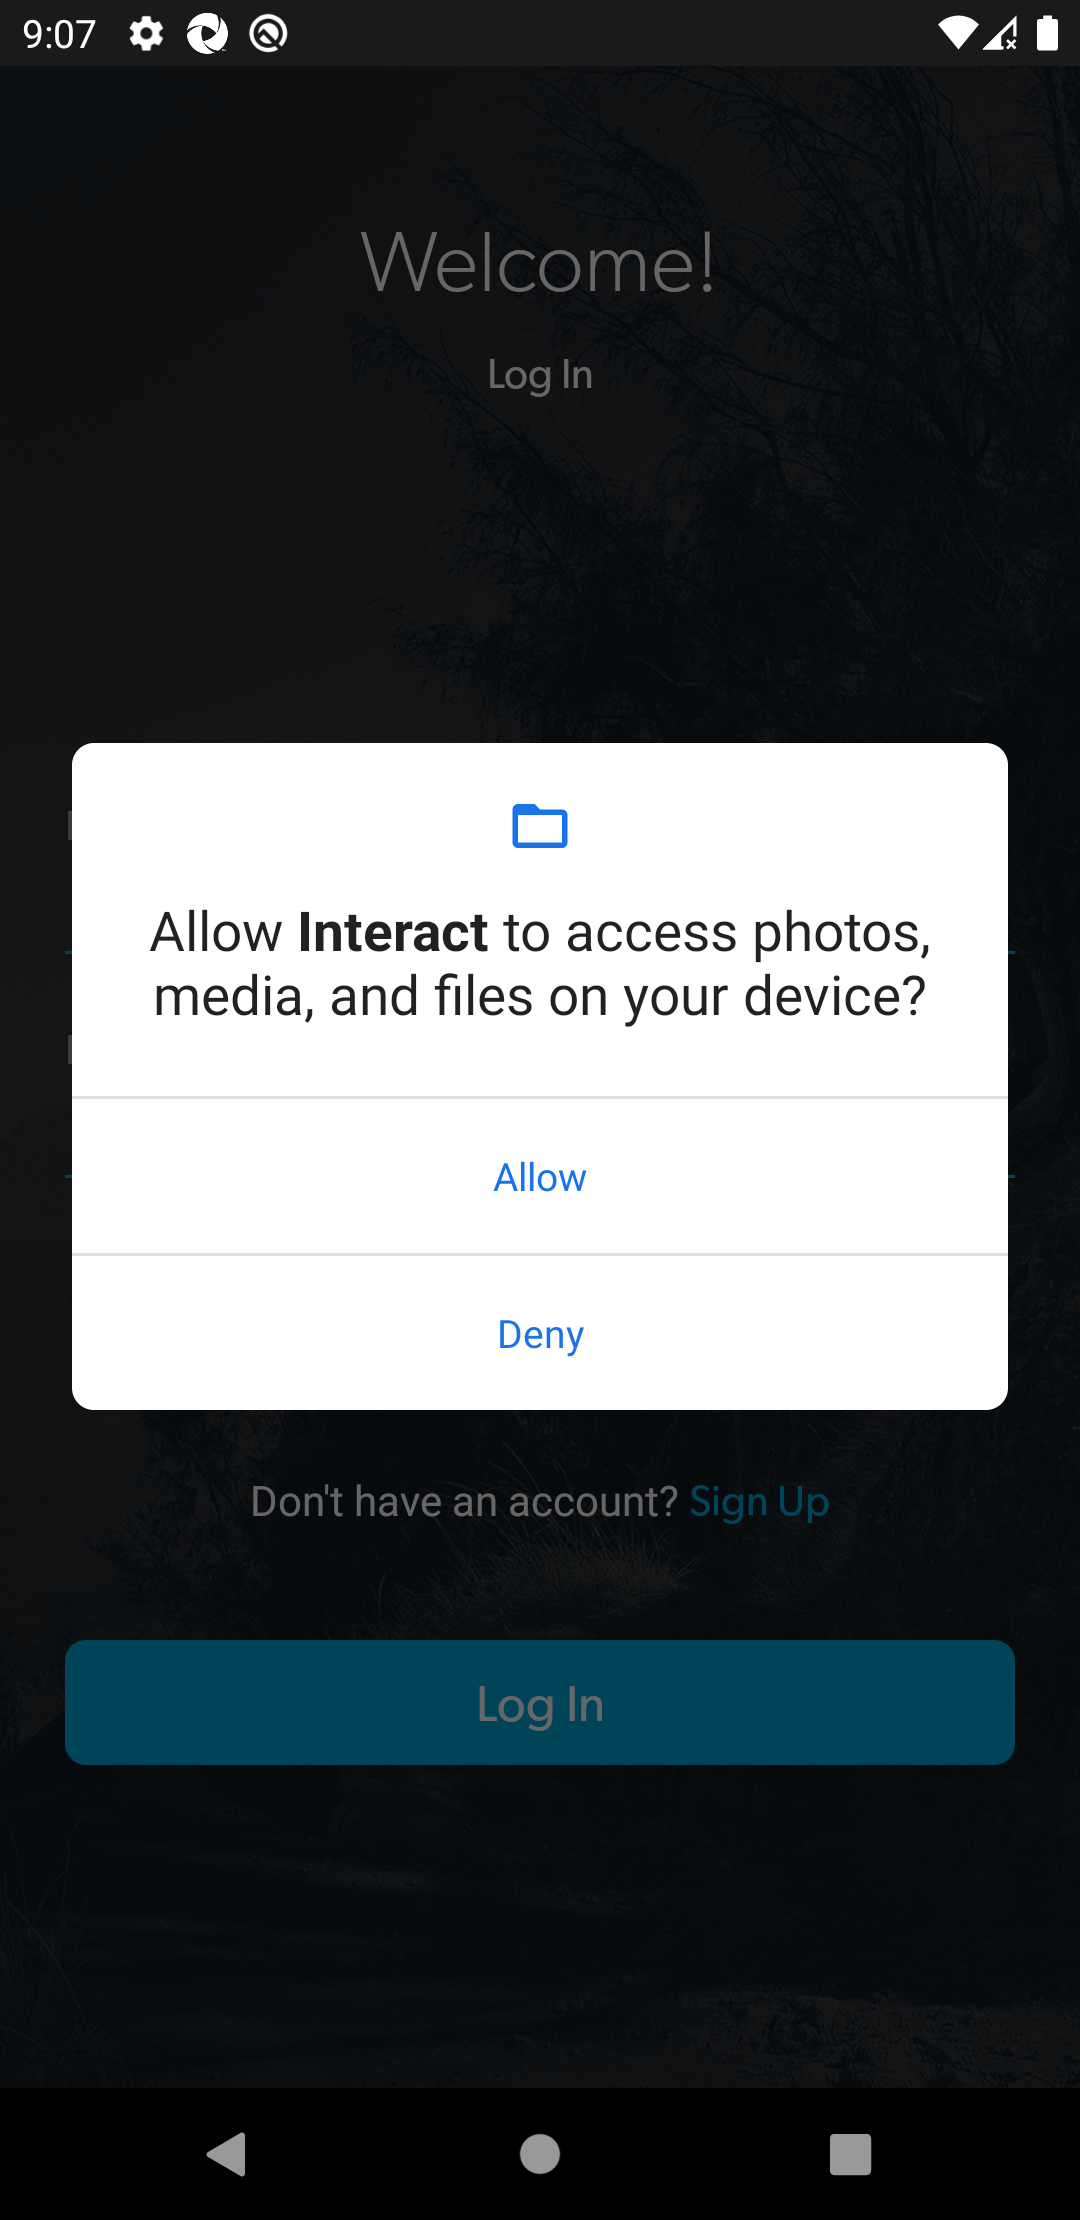 9:07
Welcome!
Log In
Allow Interact to access photos,
media, and files on your device?
Allow
Deny
Don't have an account? Sign Up
Log In